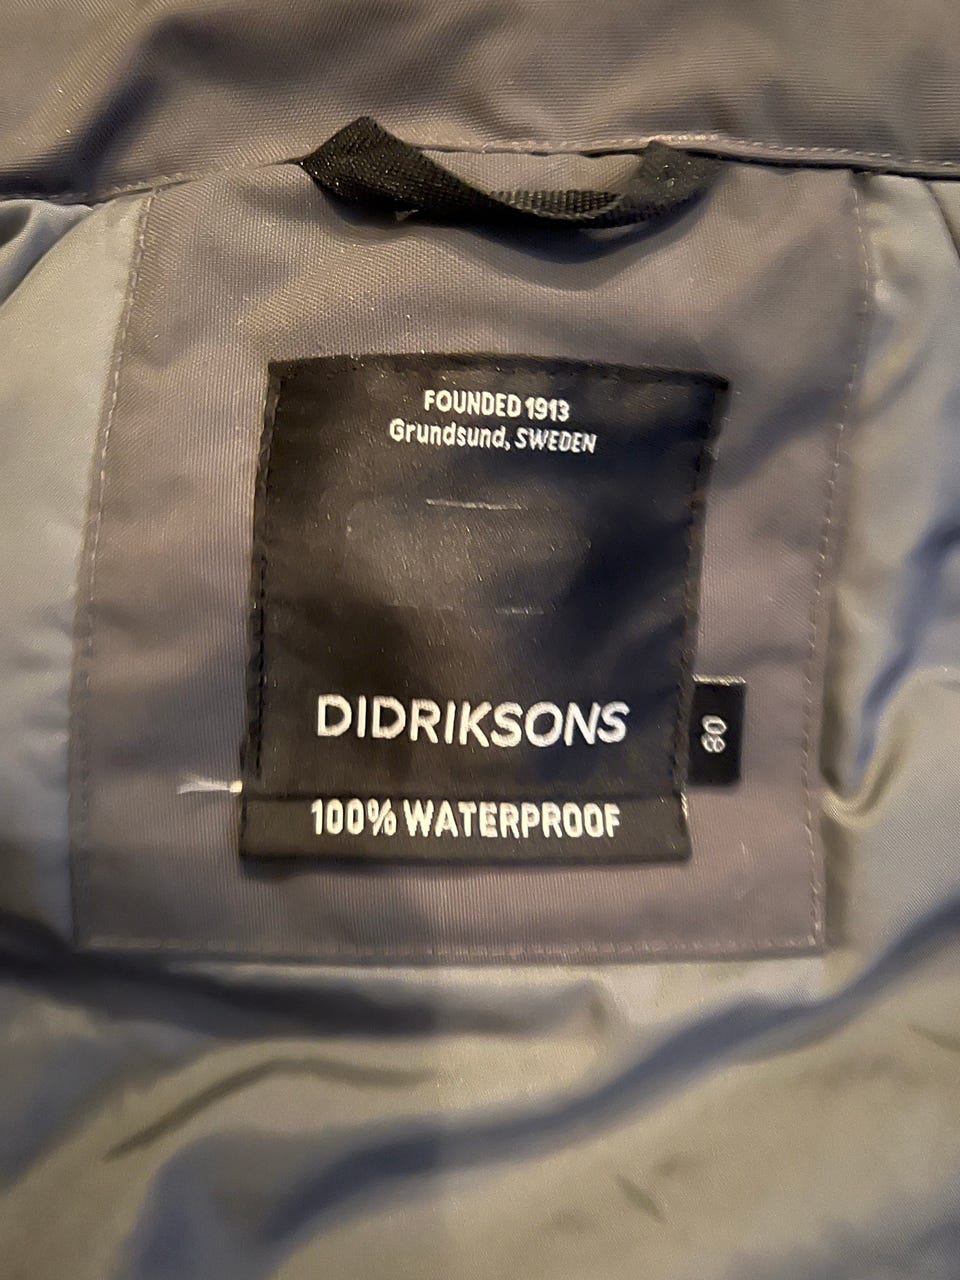 FOUNDED 1913
Grundsund, SWEDEN
DIDRIKSONS
80
100% WATERPROOF